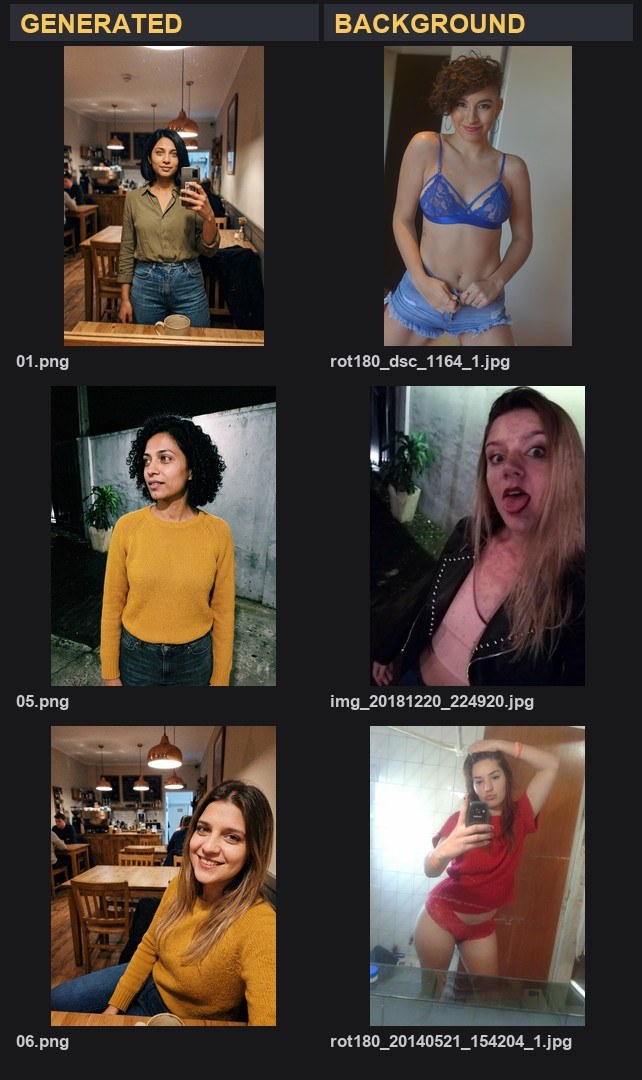 GENERATED
BACKGROUND
01.png
rot180_dsc_1164_1.jpg
05.png
img_20181220_224920.jpg
06.png
rot180_20140521_154204_1.jpg